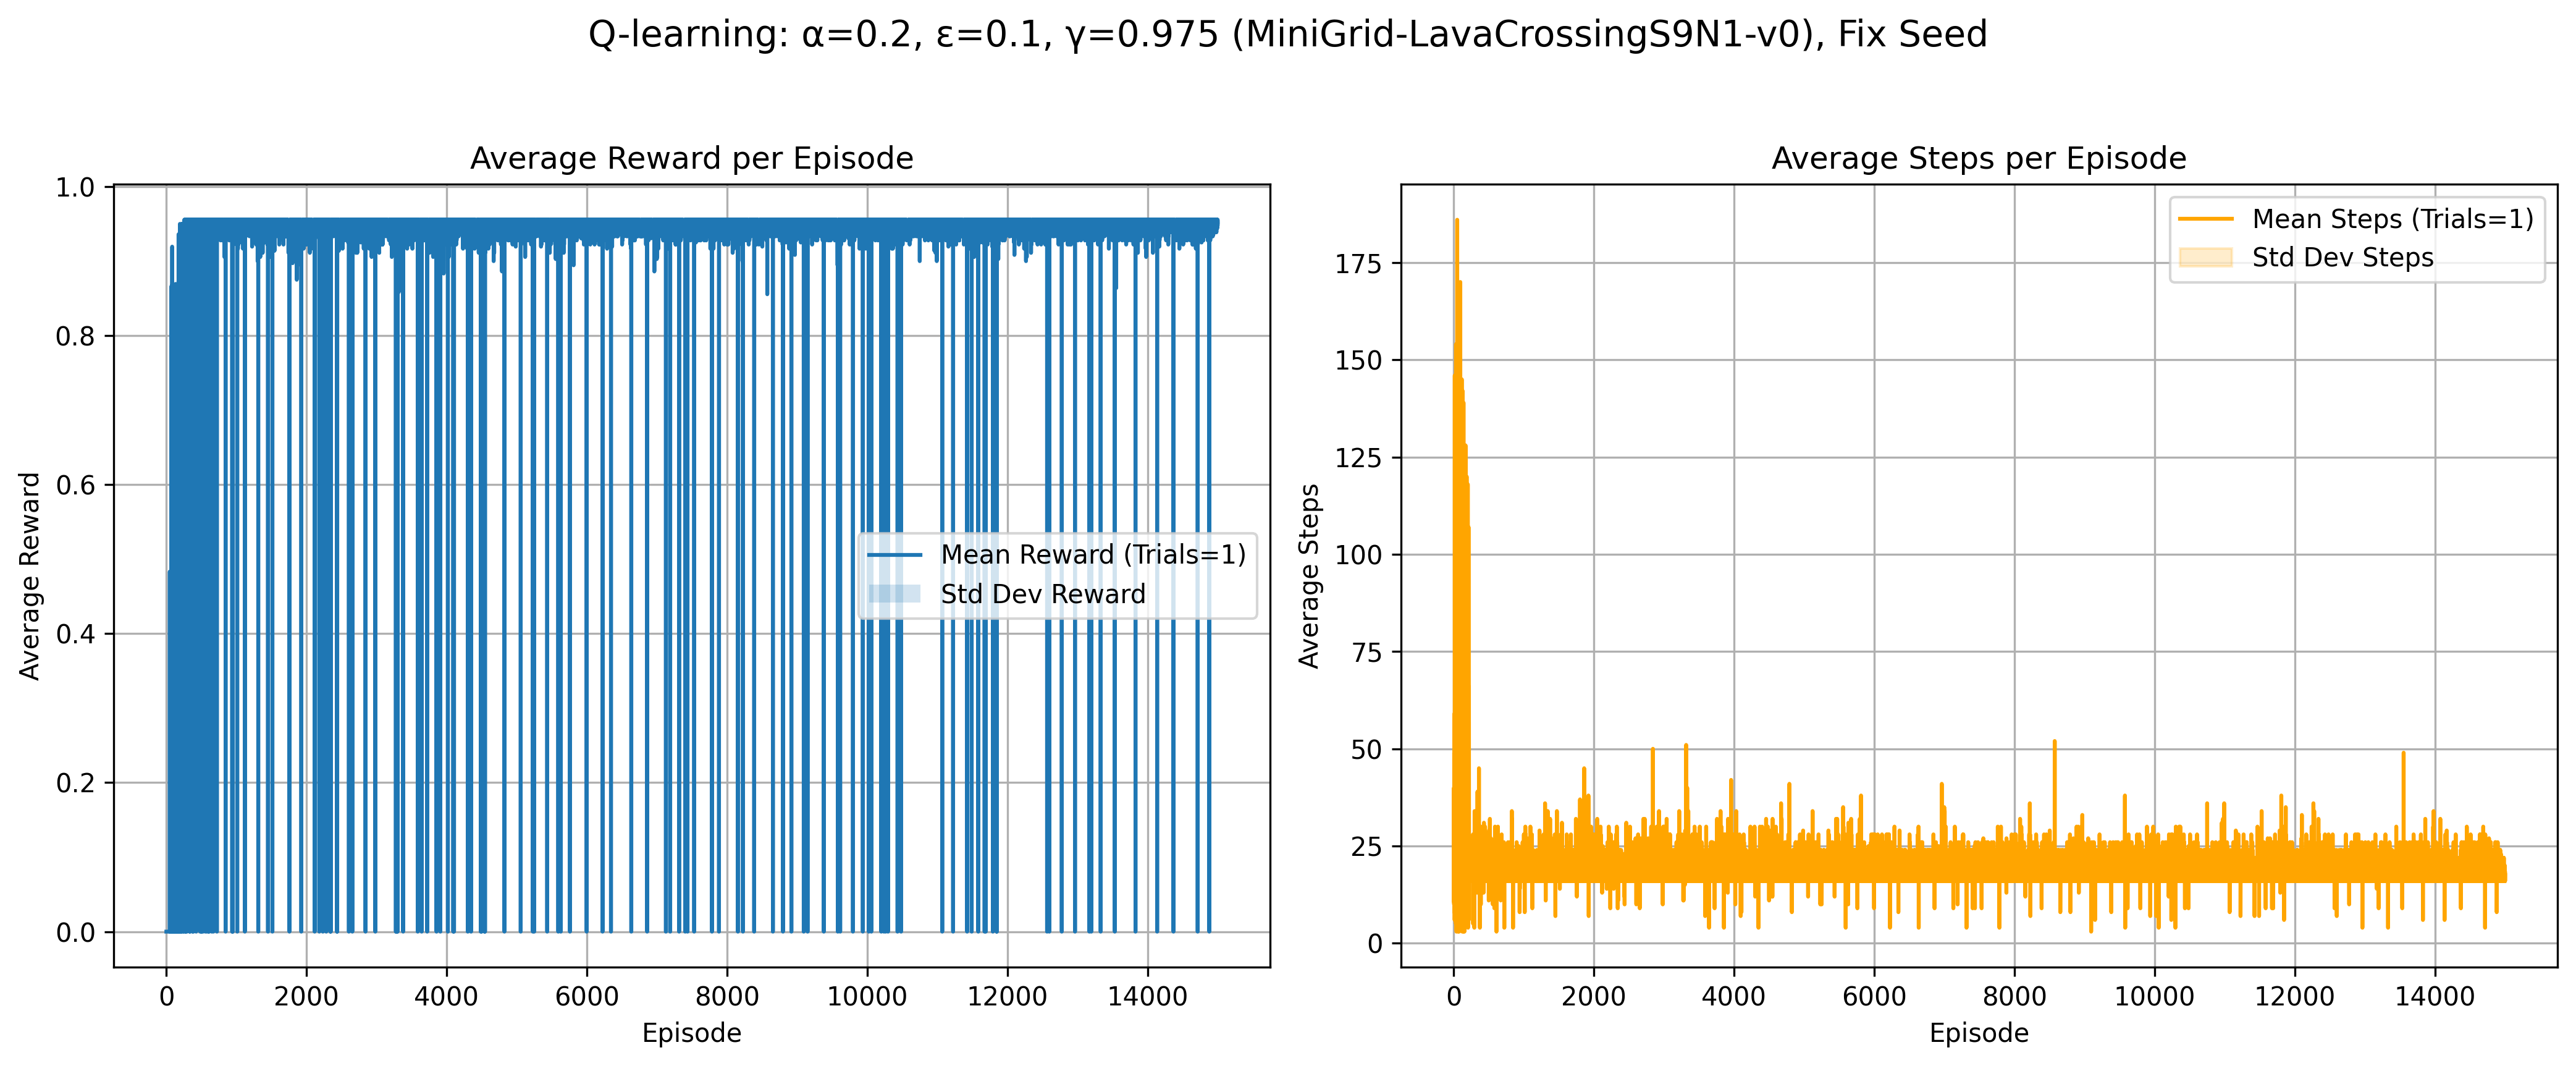 Q-learning: α=0.2, ε=0.1, γ=0.975 (MiniGrid-LavaCrossingS9N1-v0), Fix Seed
Average Reward per Episode
1.0
0.8
0.6
0.4
0.2
0.0
Average Reward
Mean Reward (Trials=1)
Std Dev Reward
0 2000 4000 6000 8000 10000 12000 14000
Episode
Average Steps per Episode
175
150
125
100
75
50
25
0
Average Steps
Mean Steps (Trials=1)
Std Dev Steps
0 2000 4000 6000 8000 10000 12000 14000
Episode